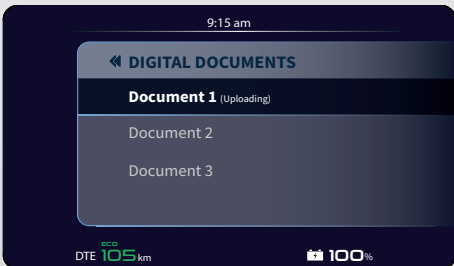 9:15 am
DIGITAL DOCUMENTS
Document 1 (Uploading)
Document 2
Document 3
DTE ECO 105 km 100%